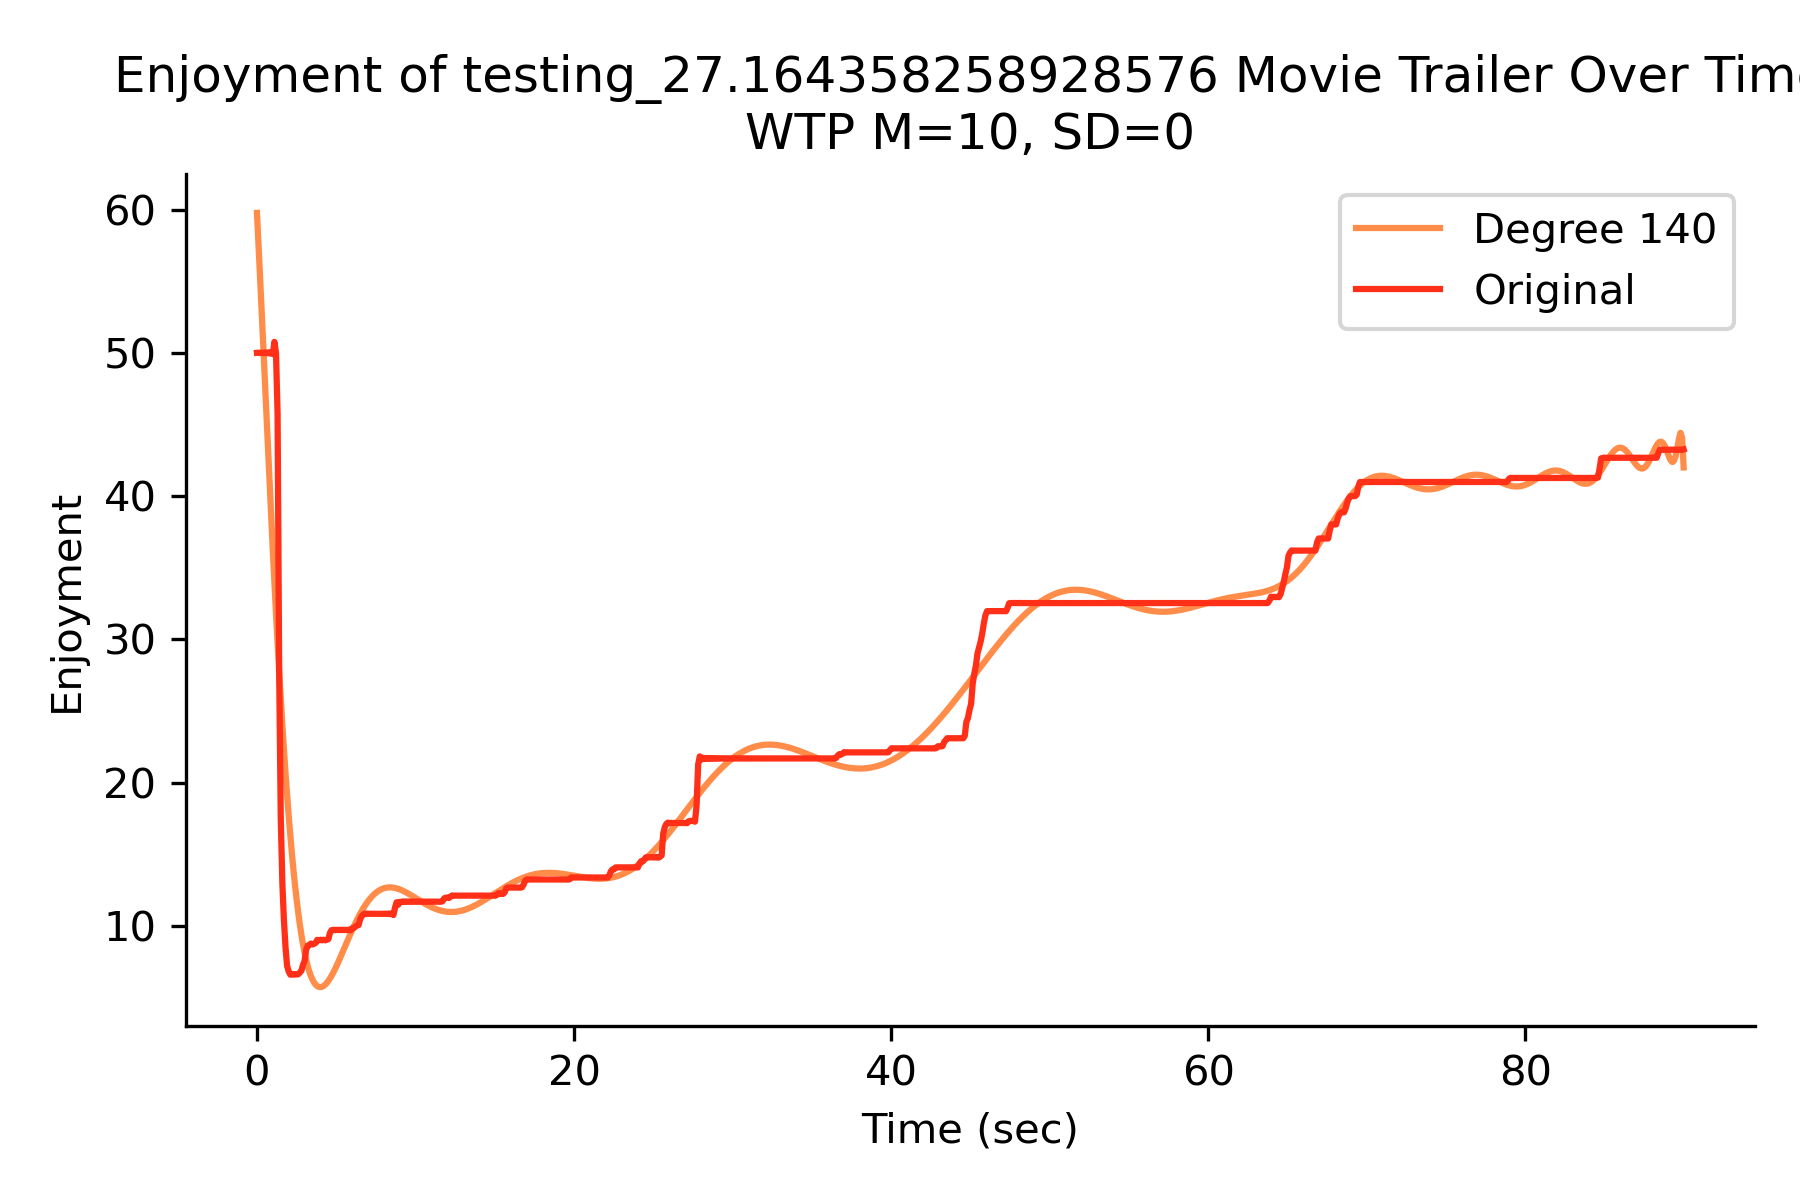 Enjoyment of testing_27.164358258928576 Movie Trailer Over Tim
WTP M=10, SD=0
60
50
40
30
20
10
Enjoyment
Degree 140
Original
0 20 40 60 80
Time (sec)